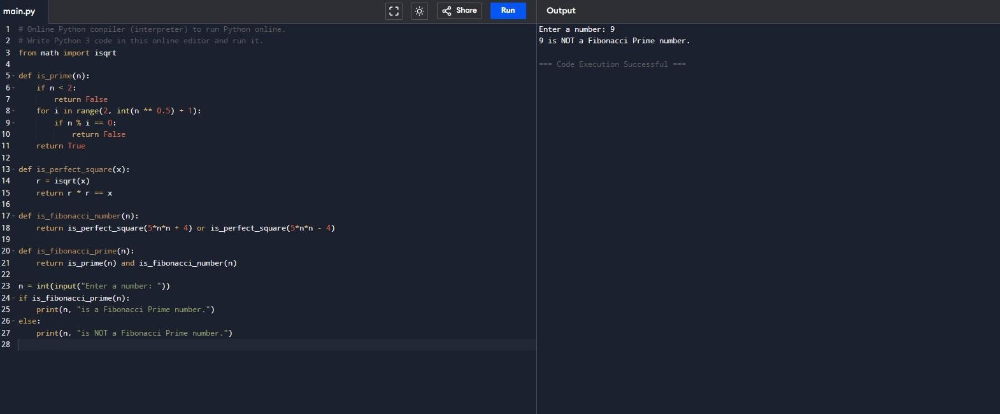 main.py
Share
Run
Output
1 # Online Python compiler (interpreter) to run Python online.
2 # Write Python 3 code in this online editor and run it.
3 from math import isqrt
4
5 def is_prime(n):
6     if n < 2:
7         return False
8     for i in range(2, int(n ** 0.5) + 1):
9         if n % i == 0:
10             return False
11     return True
12
13 def is_perfect_square(x):
14     r = isqrt(x)
15     return r * r == x
16
17 def is_fibonacci_number(n):
18     return is_perfect_square(5*n*n + 4) or is_perfect_square(5*n*n - 4)
19
20 def is_fibonacci_prime(n):
21     return is_prime(n) and is_fibonacci_number(n)
22
23 n = int(input("Enter a number: "))
24 if is_fibonacci_prime(n):
25     print(n, "is a Fibonacci Prime number.")
26 else:
27     print(n, "is NOT a Fibonacci Prime number.")
28
Enter a number: 9
9 is NOT a Fibonacci Prime number.
=== Code Execution Successful ===